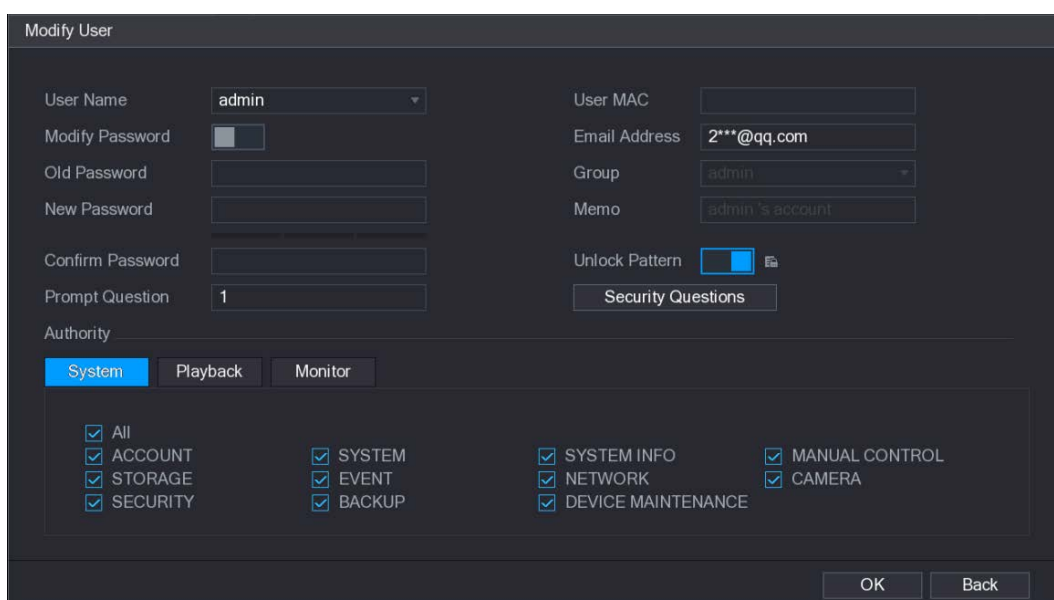 Modify User
User Name admin User MAC
Modify Password Email Address 2***@qq.com
Old Password Group admin
New Password Memo admin 's account
Confirm Password Unlock Pattern
Prompt Question 1 Security Questions
Authority
System Playback Monitor
All
ACCOUNT SYSTEM SYSTEM INFO MANUAL CONTROL
STORAGE EVENT NETWORK CAMERA
SECURITY BACKUP DEVICE MAINTENANCE
OK Back